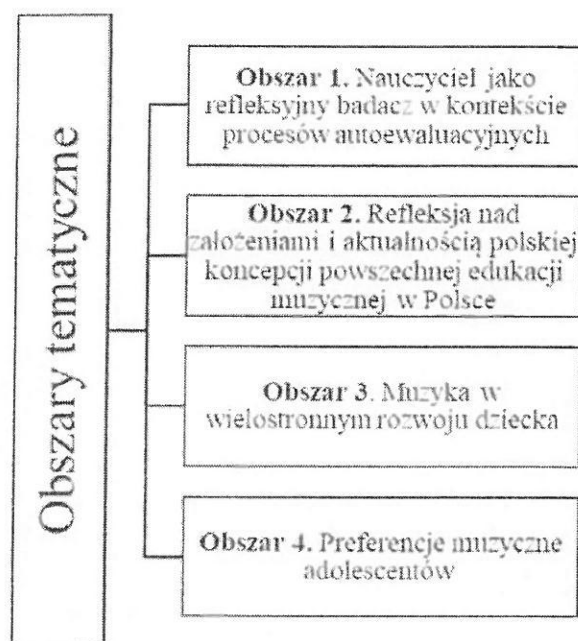 Obszary tematyczne
Obszar 1. Nauczyciel jako
refleksyjny badacz w kontekście
procesów autoewaluacyjnych
Obszar 2. Refleksja nad
założeniami i aktualnością polskiej
koncepcji powszechnej edukacji
muzycznej w Polsce
Obszar 3. Muzyka w
wielostronnym rozwoju dziecka
Obszar 4. Preferencje muzyczne
adolescentów